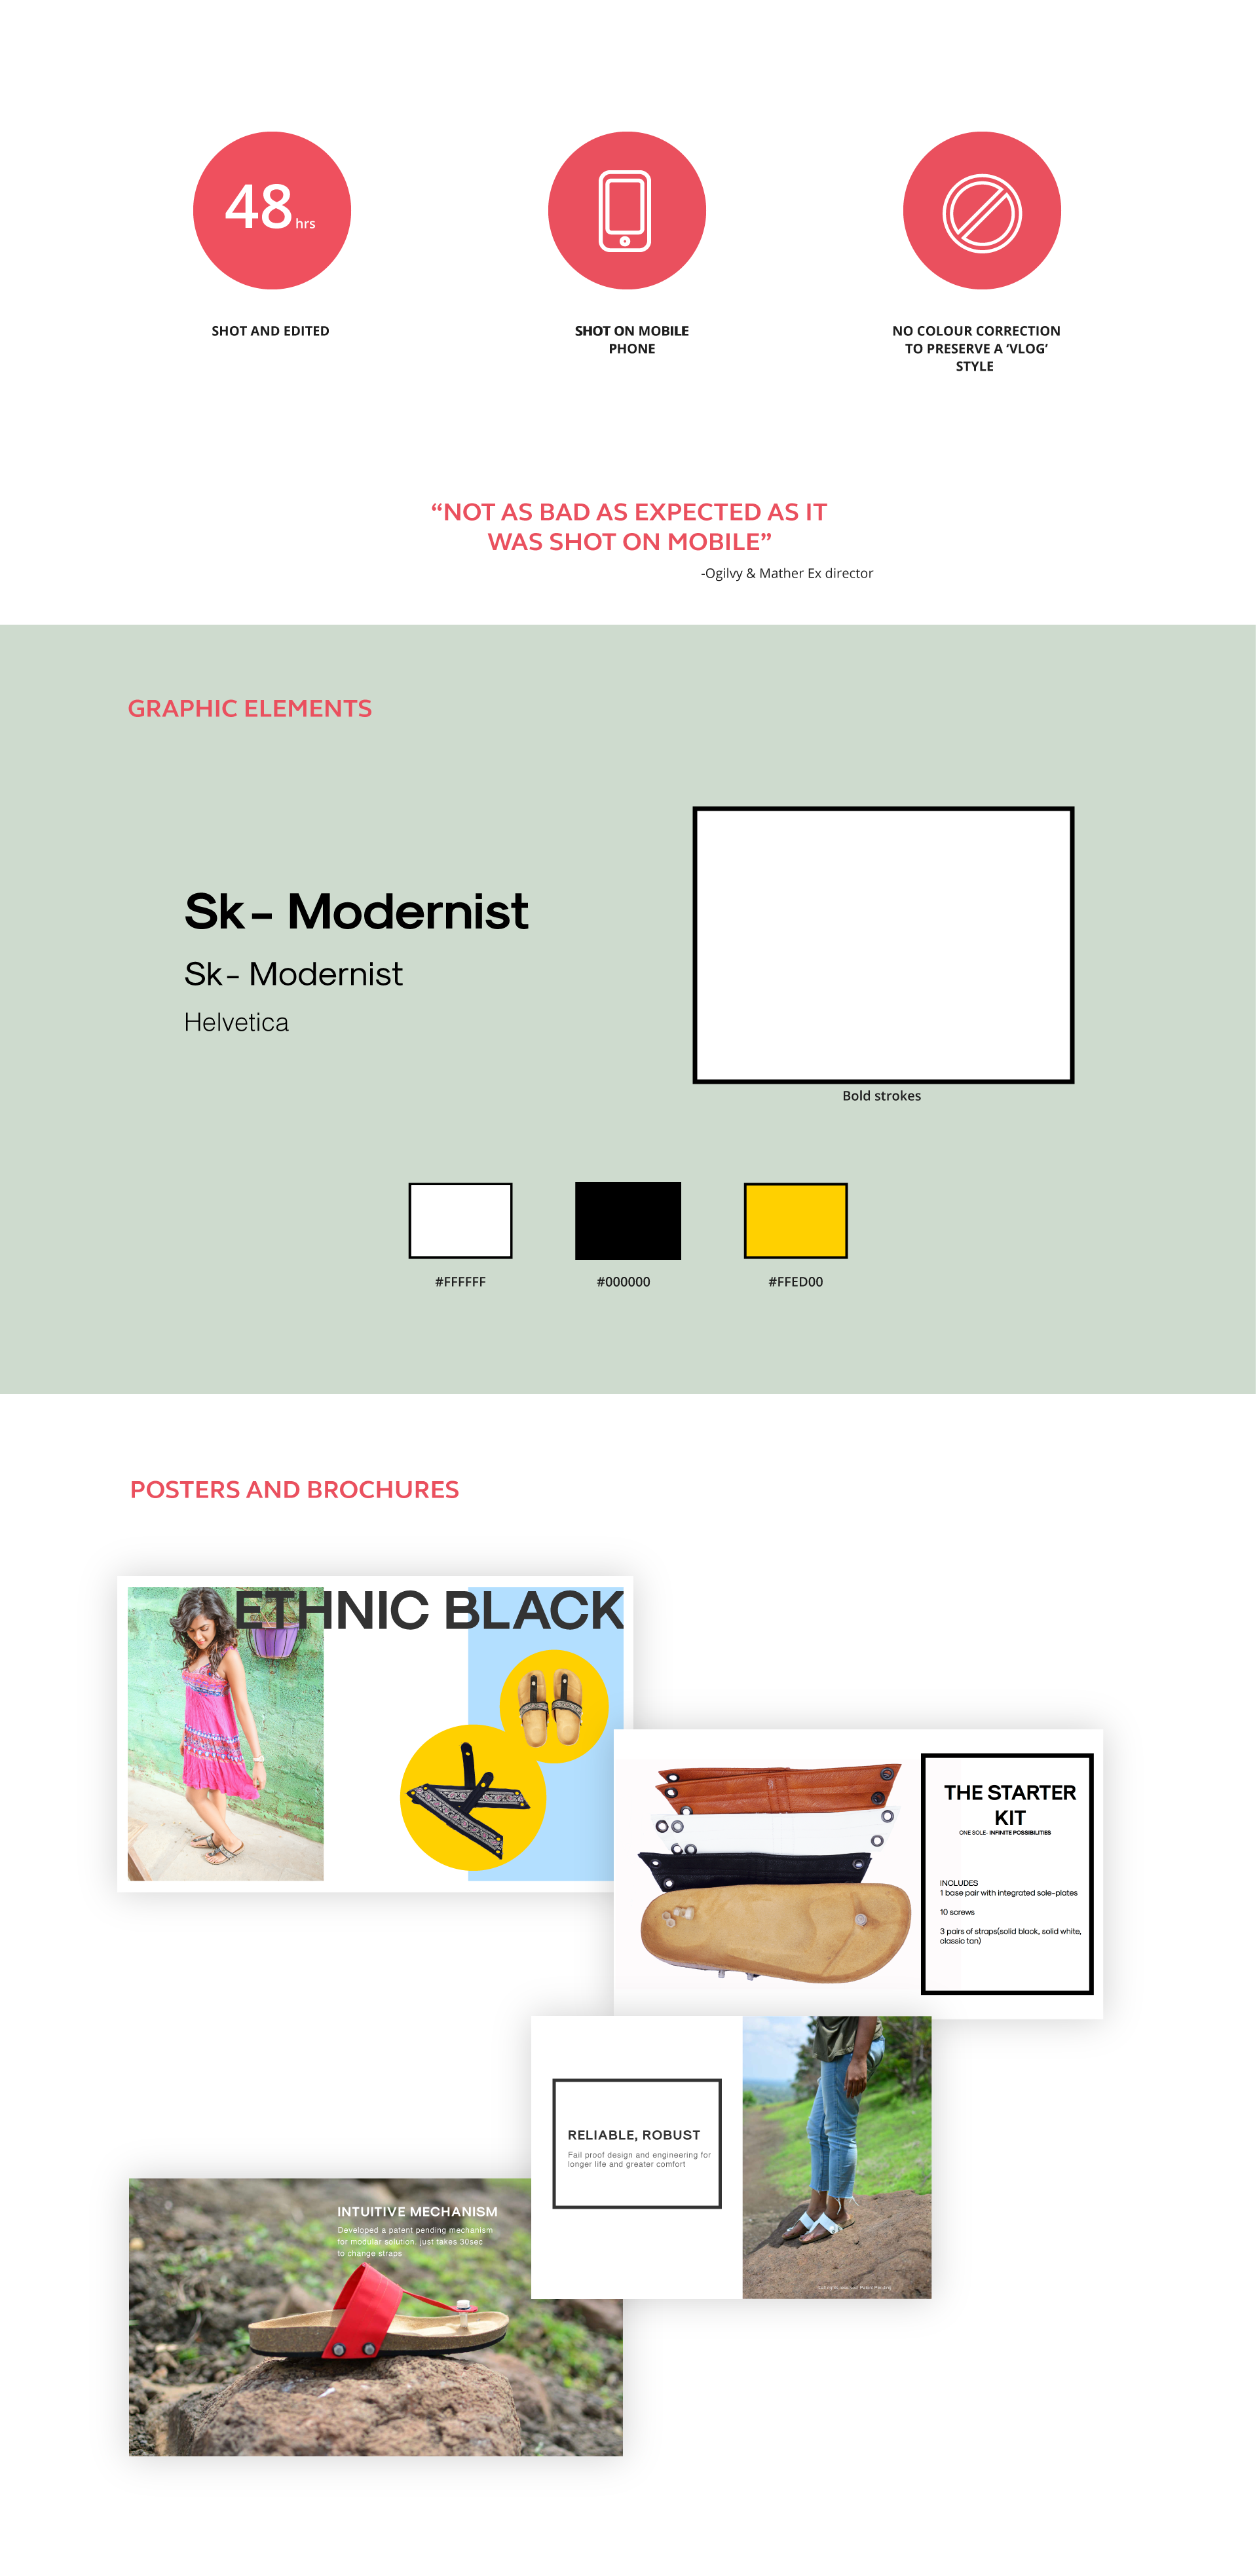 48 hrs
SHOT AND EDITED
SHOT ON MOBILE
PHONE
NO COLOUR CORRECTION
TO PRESERVE A ‘VLOG’
STYLE
“NOT AS BAD AS EXPECTED AS IT
WAS SHOT ON MOBILE”
-Ogilvy & Mather Ex director
GRAPHIC ELEMENTS
Sk- Modernist
Sk- Modernist
Helvetica
Bold strokes
#FFFFFF
#000000
#FFED00
POSTERS AND BROCHURES
ETHNIC BLACK
THE STARTER
KIT
ONE SOLE- INFINITE POSSIBILITIES
INCLUDES
1 base pair with integrated sole-plates
10 screws
3 pairs of straps(solid black, solid white,
classic tan)
RELIABLE, ROBUST
Fail proof design and engineering for
longer life and greater comfort
INTUITIVE MECHANISM
Developed a patent pending mechanism
for modular solution. just takes 30sec
to change straps